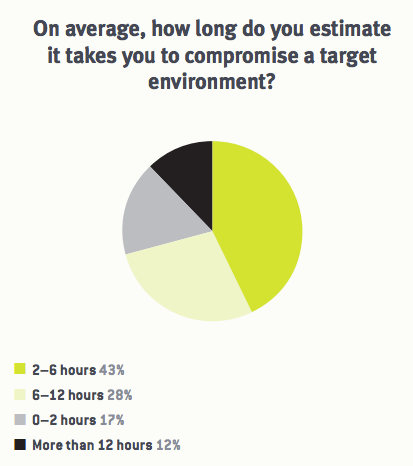 On average, how long do you estimate
it takes you to compromise a target
environment?
2–6 hours 43%
6–12 hours 28%
0–2 hours 17%
More than 12 hours 12%